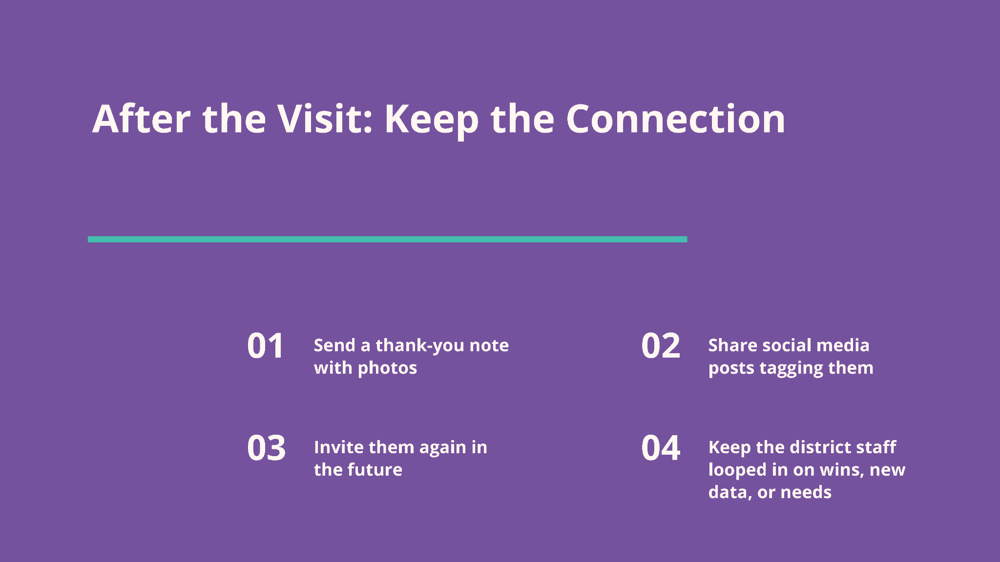 After the Visit: Keep the Connection
01
Send a thank-you note
with photos
02
Share social media
posts tagging them
03
Invite them again in
the future
04
Keep the district staff
looped in on wins, new
data, or needs